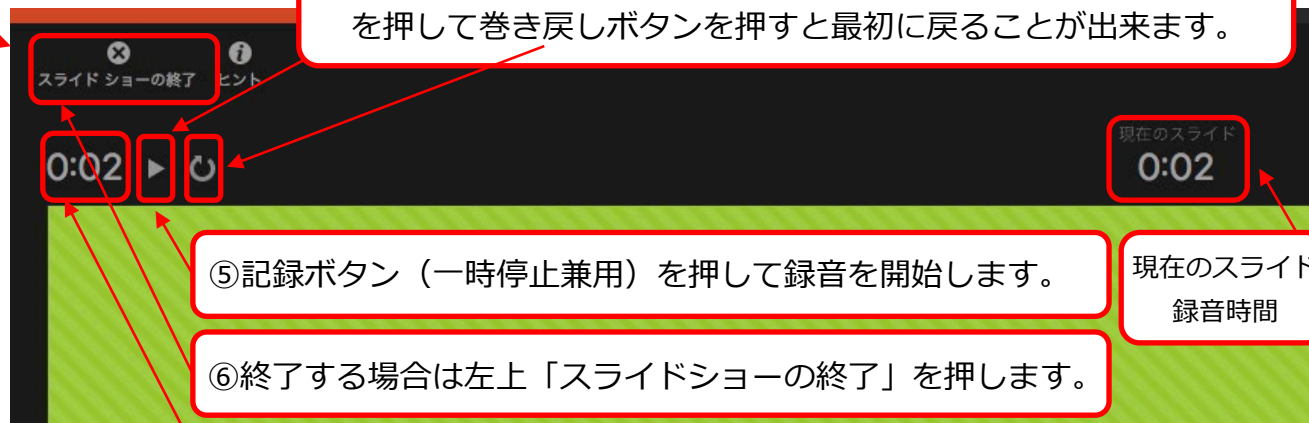 を押して巻き戻しボタンを押すと最初に戻ることが出来ます。
スライド ショーの終了 ヒント
現在のスライド
0:02
0:02
⑤記録ボタン（一時停止兼用）を押して録音を開始します。
現在のスライド
録音時間
⑥終了する場合は左上「スライドショーの終了」を押します。